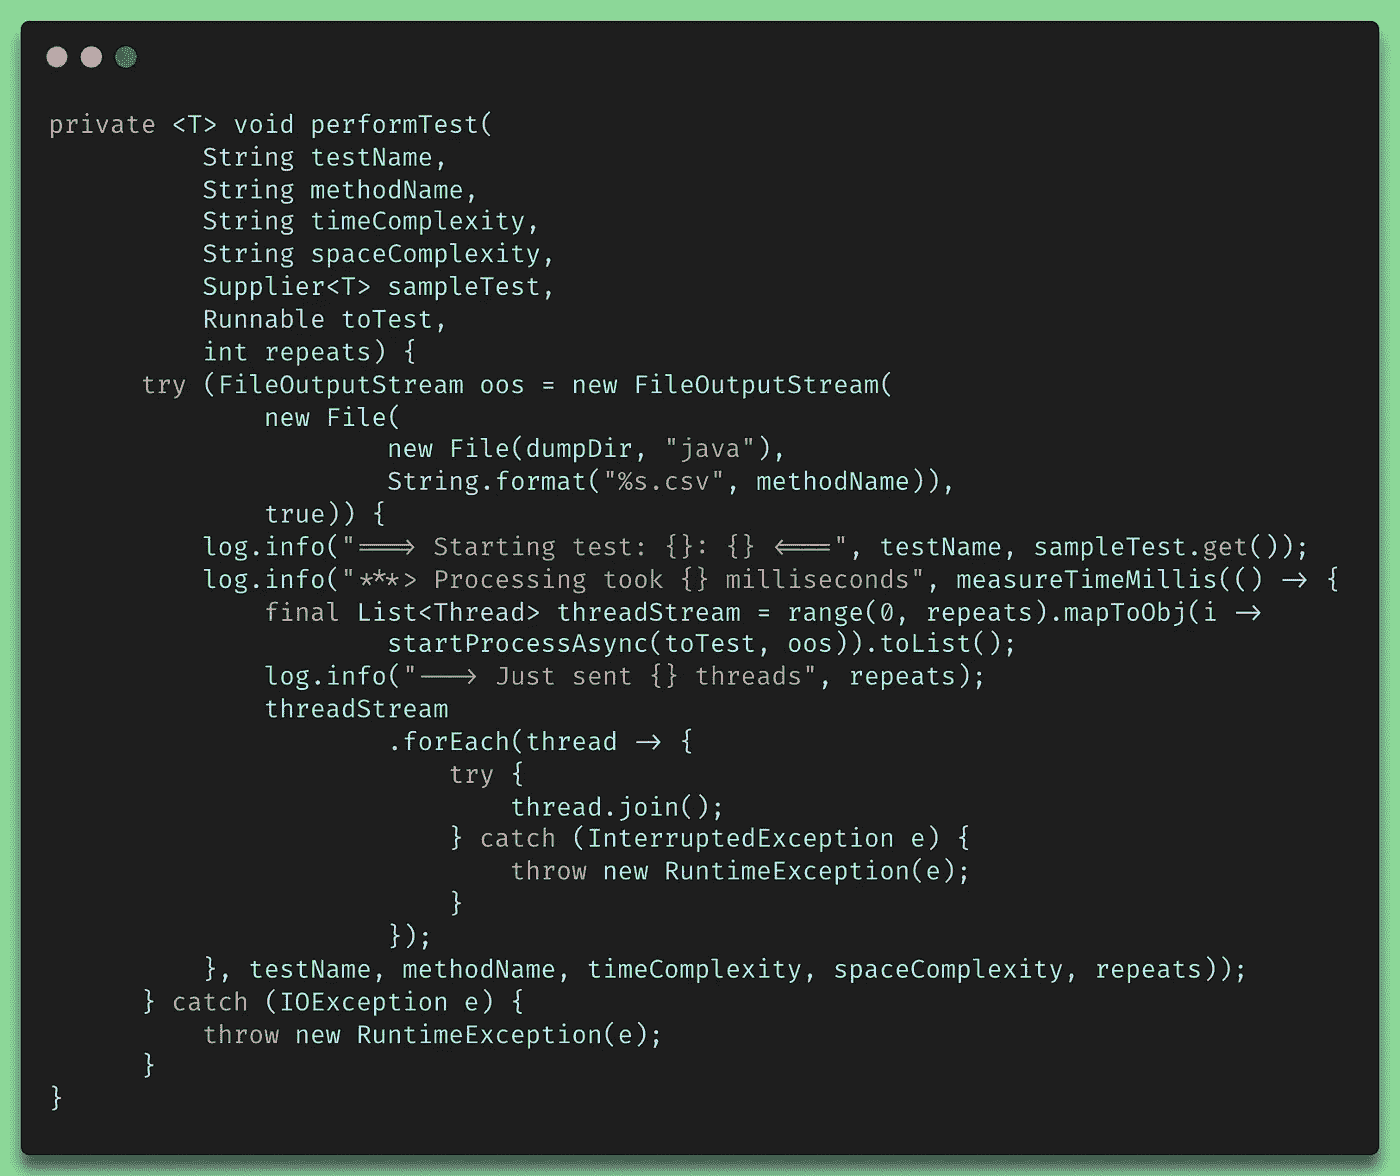 private <T> void performTest(
String testName,
String methodName,
String timeComplexity,
String spaceComplexity,
Supplier<T> sampleTest,
Runnable toTest,
int repeats) {
try (FileOutputStream oos = new FileOutputStream(
new File(
new File(dumpDir, "java"),
String.format("%s.csv", methodName)),
true)) {
log.info("===> Starting test: {}: {} <===", testName, sampleTest.get());
log.info("***> Processing took {} milliseconds", measureTimeMillis(() -> {
final List<Thread> threadStream = range(0, repeats).mapToObj(i ->
startProcessAsync(toTest, oos)).toList();
log.info("---> Just sent {} threads", repeats);
threadStream
.forEach(thread -> {
try {
thread.join();
} catch (InterruptedException e) {
throw new RuntimeException(e);
}
});
}, testName, methodName, timeComplexity, spaceComplexity, repeats));
} catch (IOException e) {
throw new RuntimeException(e);
}
}